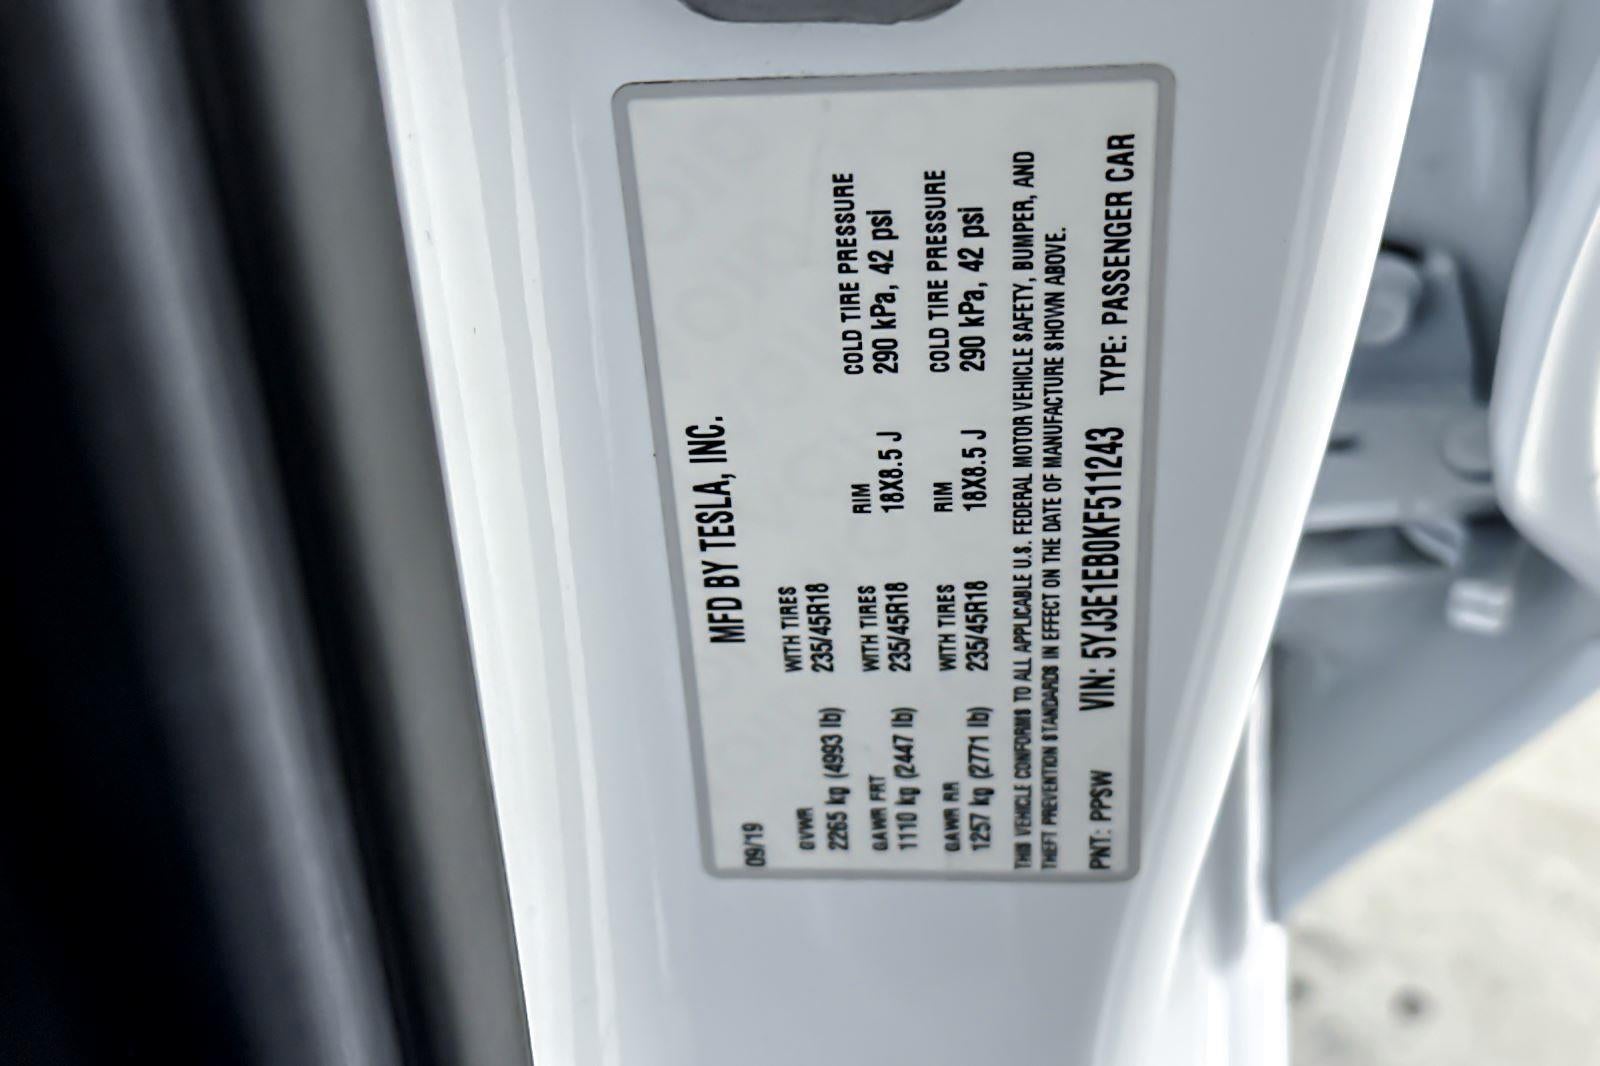 MFD BY TESLA, INC.
09/19
GVWR WITH TIRES
2265 kg (4993 lb) 235/45R18
GAWR FRT WITH TIRES RIM COLD TIRE PRESSURE
1110 kg (2447 lb) 235/45R18 18X8.5 J 290 kPa, 42 psi
GAWR RR WITH TIRES RIM COLD TIRE PRESSURE
1257 kg (2771 lb) 235/45R18 18X8.5 J 290 kPa, 42 psi
THIS VEHICLE CONFORMS TO ALL APPLICABLE U.S. FEDERAL MOTOR VEHICLE SAFETY, BUMPER, AND
THEFT PREVENTION STANDARDS IN EFFECT ON THE DATE OF MANUFACTURE SHOWN ABOVE.
PNT: PPSW VIN: 5YJ3E1EB0KF511243 TYPE: PASSENGER CAR